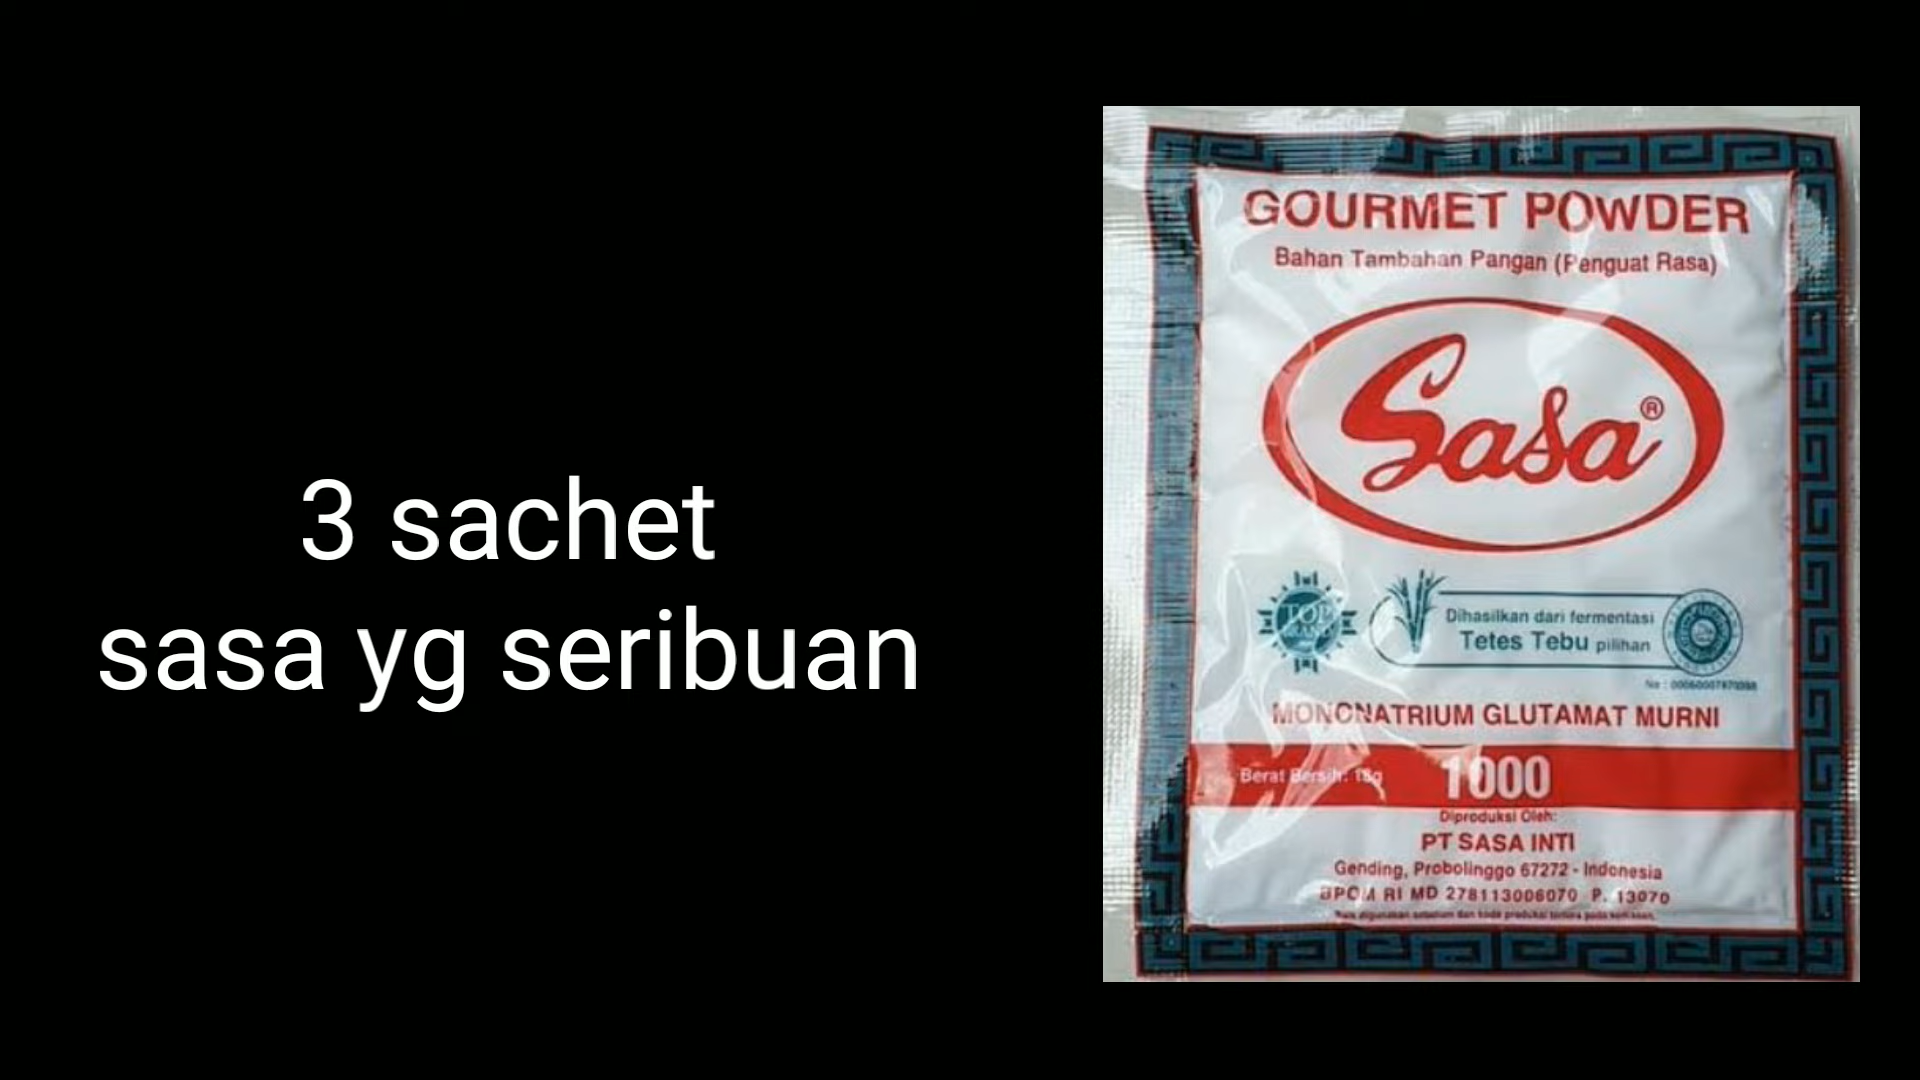 3 sachet
sasa yg seribuan
GOURMET POWDER
Bahan Tambahan Pangan (Penguat Rasa)
Sasa®
TOP
Dihasilkan dari fermentasi
Tetes Tebu pilihan
MONONATRIUM GLUTAMAT MURNI
Berat Bersih: 18g 1000
Diproduksi Oleh:
PT SASA INTI
Gending, Probolinggo 67272 - Indonesia
BPOM RI MD 278113006070 P. 13070